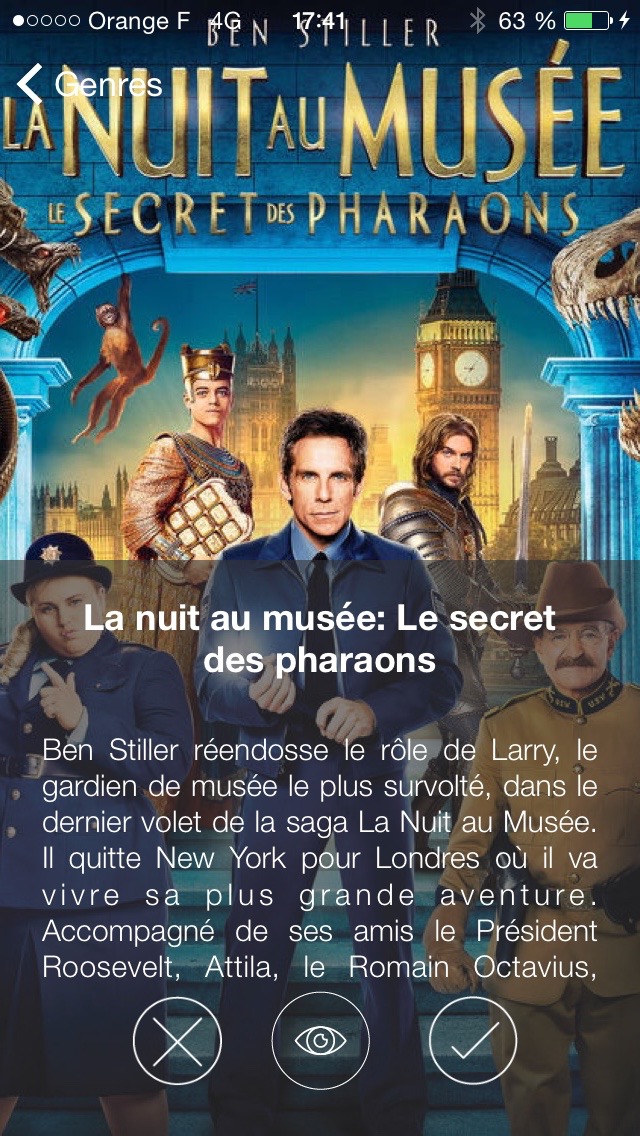 Orange F 4G 17:41 63 %
BEN STILLER
Genres
LA NUIT AU MUSÉE
LE SECRET DES PHARAONS
La nuit au musée: Le secret
des pharaons
Ben Stiller réendosse le rôle de Larry, le
gardien de musée le plus survolté, dans le
dernier volet de la saga La Nuit au Musée.
Il quitte New York pour Londres où il va
vivre sa plus grande aventure.
Accompagné de ses amis le Président
Roosevelt, Attila, le Romain Octavius,